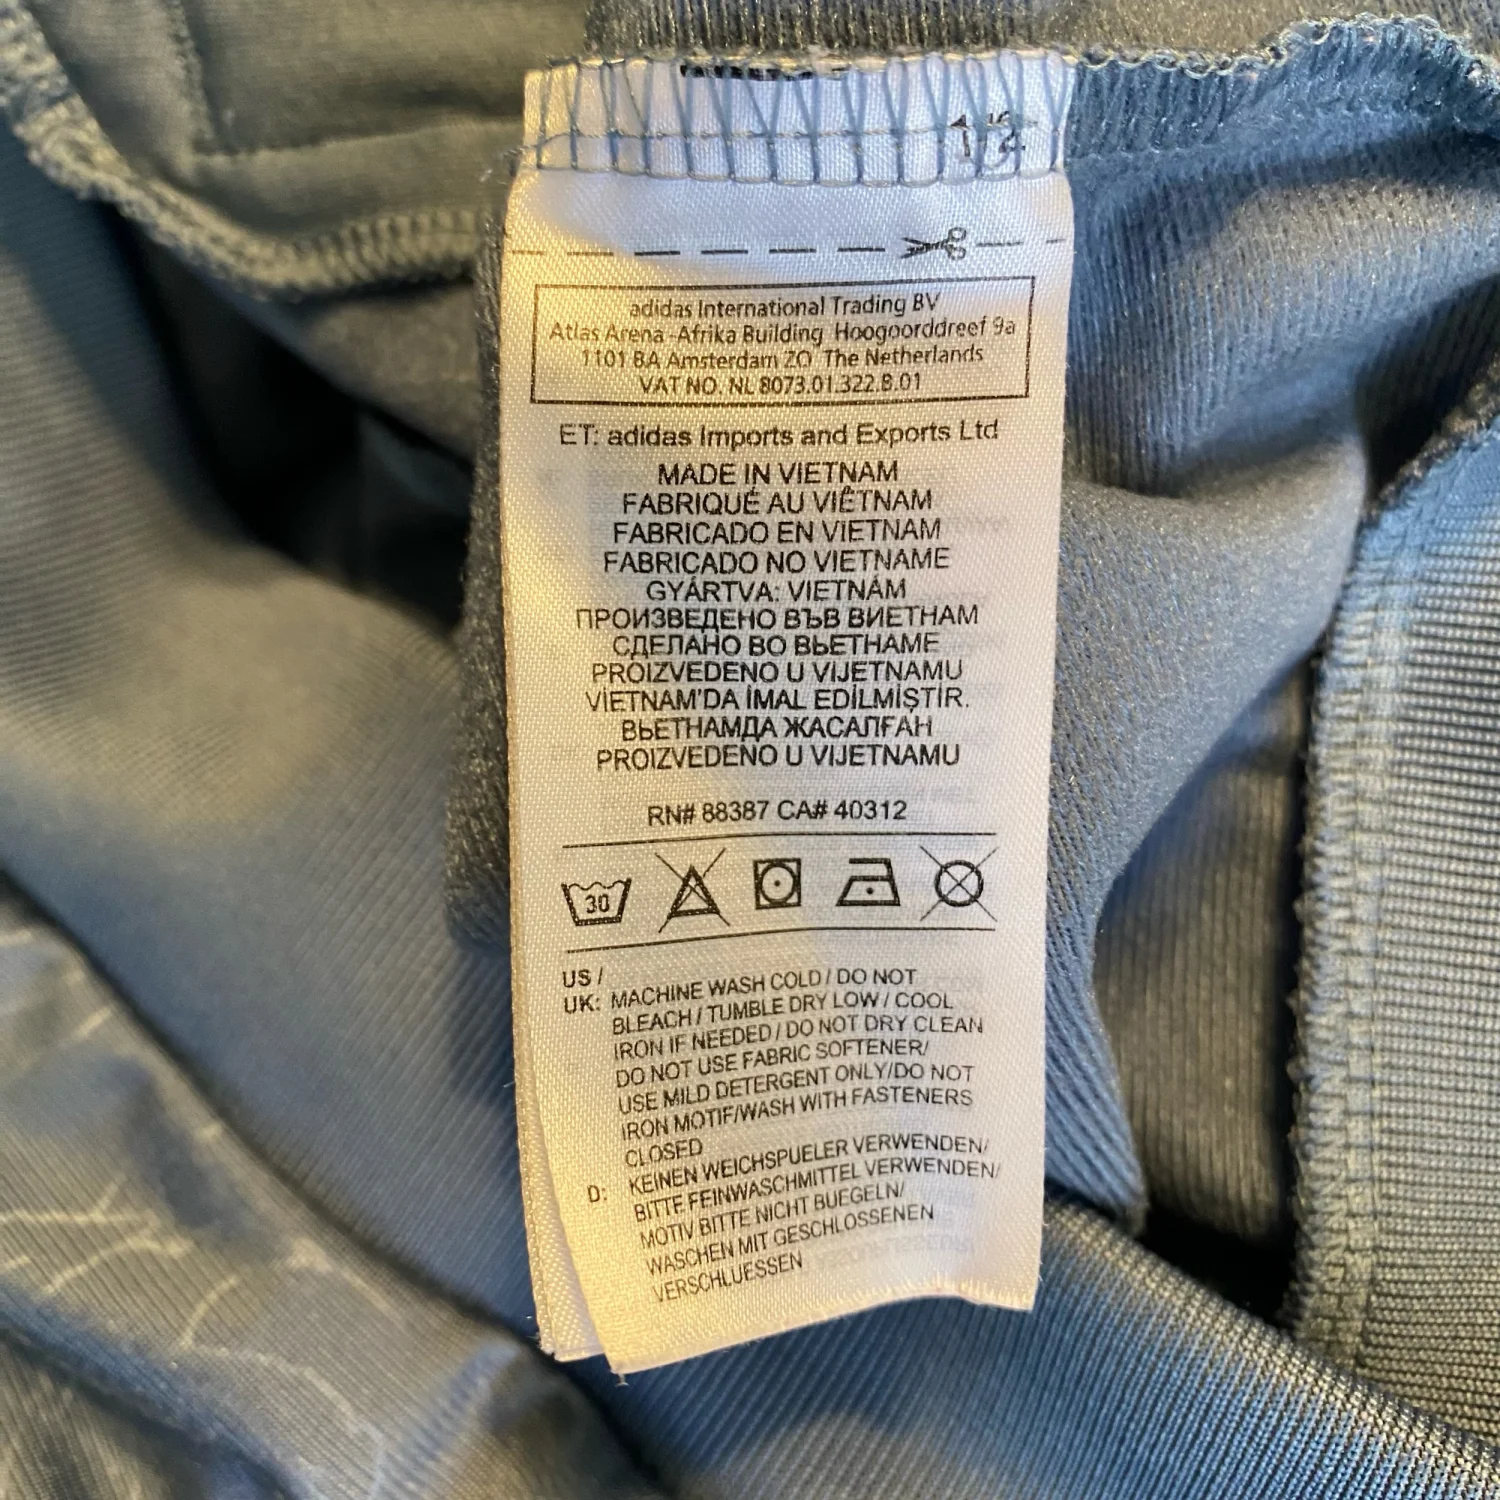 1/2
adidas International Trading BV
Atlas Arena -Afrika Building Hoogoorddreef 9a
1101 BA Amsterdam ZO The Netherlands
VAT NO. NL 8073.01.322.B.01
ET: adidas Imports and Exports Ltd
MADE IN VIETNAM
FABRIQUÉ AU VIÊTNAM
FABRICADO EN VIETNAM
FABRICADO NO VIETNAME
GYÁRTVA: VIETNÁM
ПРОИЗВЕДЕНО ВЪВ ВИЕТНАМ
СДЕЛАНО ВО ВЬЕТНАМЕ
PROIZVEDENO U VIJETNAMU
VİETNAM'DA İMAL EDİLMİŞTİR.
ВЬЕТНАМДА ЖАСАЛҒАН
PROIZVEDENO U VIJETNAMU
RN# 88387 CA# 40312
30
US /
UK: MACHINE WASH COLD / DO NOT
BLEACH / TUMBLE DRY LOW / COOL
IRON IF NEEDED / DO NOT DRY CLEAN
DO NOT USE FABRIC SOFTENER/
USE MILD DETERGENT ONLY/DO NOT
IRON MOTIF/WASH WITH FASTENERS
CLOSED
D: KEINEN WEICHSPUELER VERWENDEN/
BITTE FEINWASCHMITTEL VERWENDEN/
MOTIV BITTE NICHT BUEGELN/
WASCHEN MIT GESCHLOSSENEN
VERSCHLUESSEN